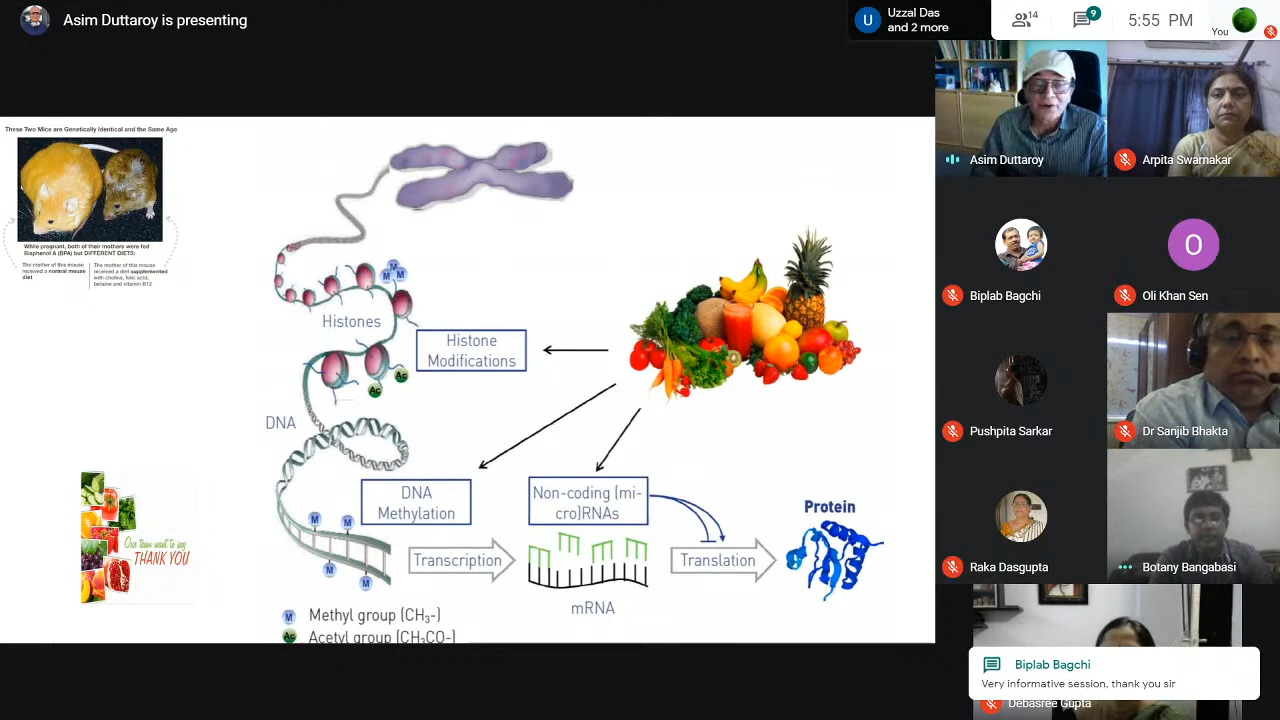 Asim Duttaroy is presenting
U
Uzzal Das
and 2 more
14
9
5:55 PM
You
These Two Mice are Genetically Identical and the Same Age
While pregnant, both of their mothers were fed
Bisphenol A (BPA) but DIFFERENT DIETS:
The mother of this mouse
received a normal mouse
diet
The mother of this mouse
received a diet supplemented
with choline, folic acid,
betaine and vitamin B12
M
M
M
Histones
Histone
Modifications
Ac
Ac
DNA
DNA
Methylation
Non-coding (mi-
cro)RNAs
Protein
M
M
Transcription
Translation
M
M
mRNA
M Methyl group (CH₃-)
Ac Acetyl group (CH₃CO-)
THANK YOU
Asim Duttaroy
Arpita Swarnakar
O
Biplab Bagchi
Oli Khan Sen
Pushpita Sarkar
Dr Sanjib Bhakta
Raka Dasgupta
Botany Bangabasi
Biplab Bagchi
Very informative session, thank you sir
Debasree Gupta